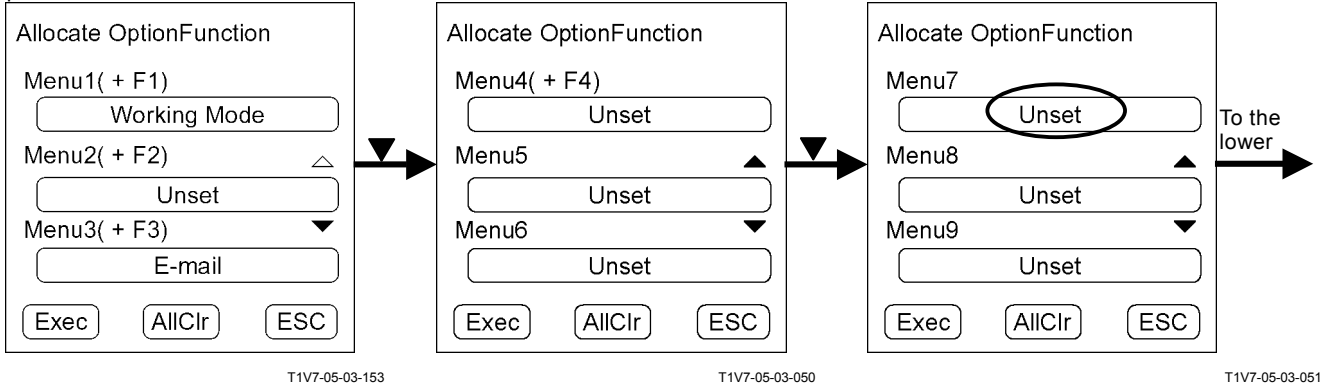 Allocate OptionFunction
Menu1( + F1)
Working Mode
Menu2( + F2)
Unset
Menu3( + F3)
E-mail
Exec AllClr ESC
T1V7-05-03-153
Allocate OptionFunction
Menu4( + F4)
Unset
Menu5
Unset
Menu6
Unset
Exec AllClr ESC
T1V7-05-03-050
Allocate OptionFunction
Menu7
Unset
Menu8
Unset
Menu9
Unset
Exec AllClr ESC
To the
lower
T1V7-05-03-051